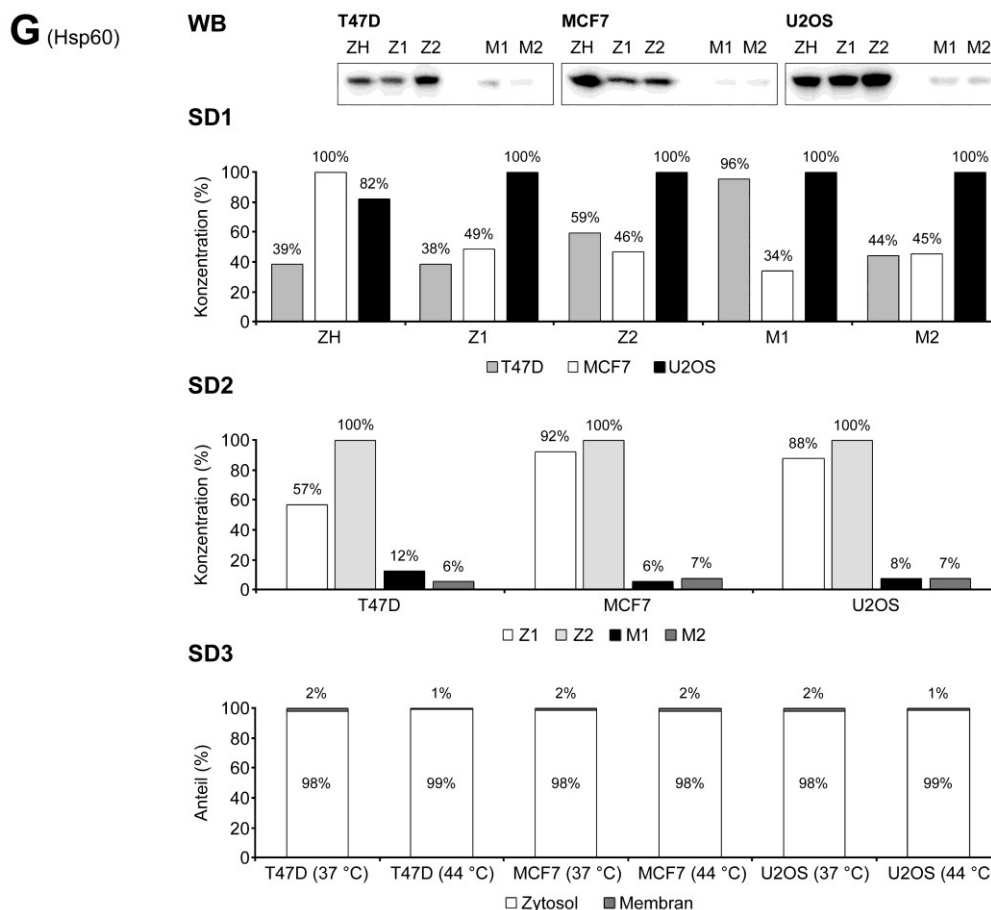 G (Hsp60)
WB
T47D MCF7 U2OS
ZH Z1 Z2 M1 M2 ZH Z1 Z2 M1 M2 ZH Z1 Z2 M1 M2
SD1
Konzentration (%)
100
80
60
40
20
0
39% 100% 82% 38% 49% 100% 59% 46% 100% 96% 34% 100% 44% 45% 100%
ZH Z1 Z2 M1 M2
T47D MCF7 U2OS
SD2
Konzentration (%)
100
80
60
40
20
0
57% 100% 12% 6% 92% 100% 6% 7% 88% 100% 8% 7%
T47D MCF7 U2OS
Z1 Z2 M1 M2
SD3
Anteil (%)
100
80
60
40
20
0
2% 1% 2% 2% 2% 1%
98% 99% 98% 98% 98% 99%
T47D (37 °C) T47D (44 °C) MCF7 (37 °C) MCF7 (44 °C) U2OS (37 °C) U2OS (44 °C)
Zytosol Membran